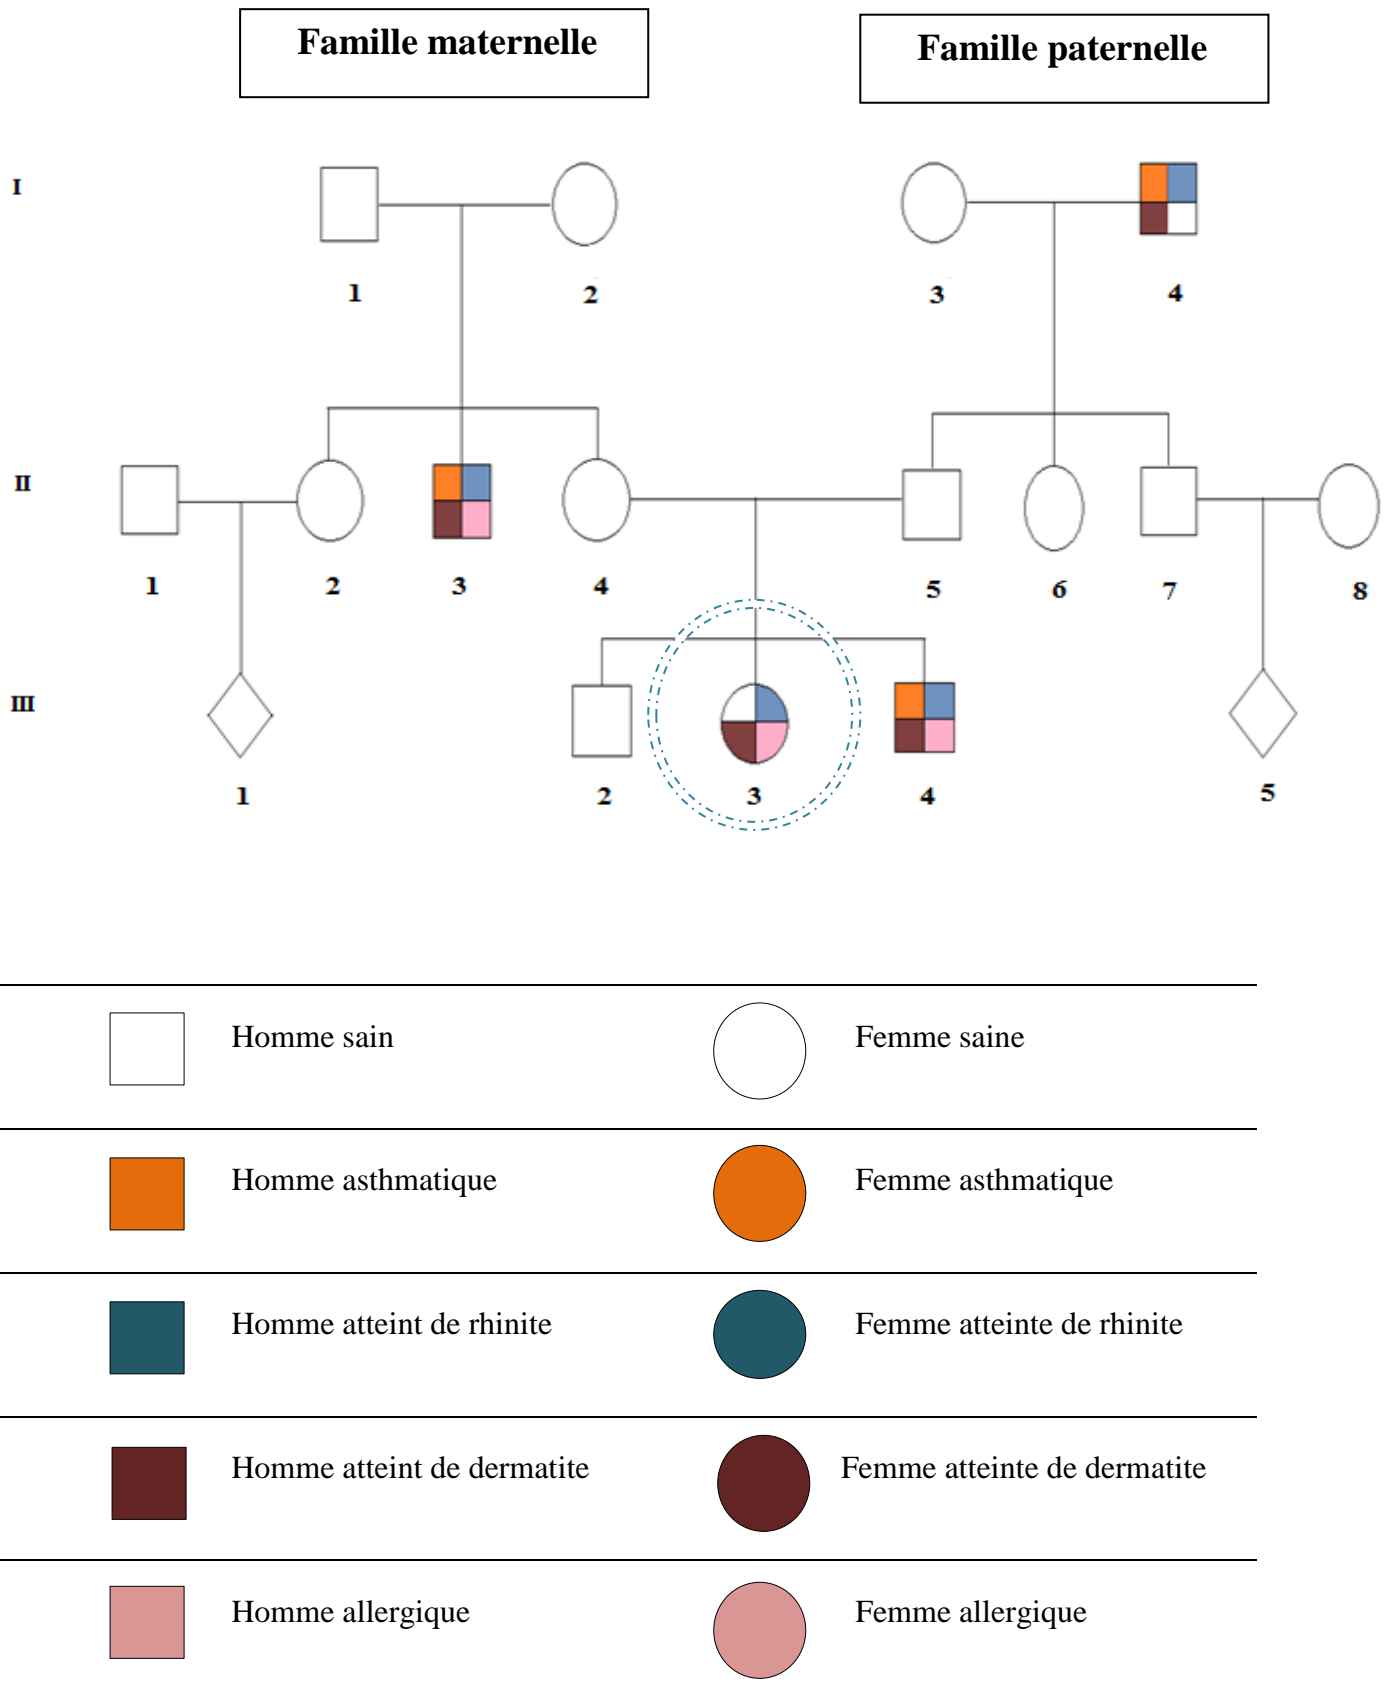 Famille maternelle
Famille paternelle
I
1 2 3 4
II
1 2 3 4 5 6 7 8
III
1 2 3 4 5
Homme sain Femme saine
Homme asthmatique Femme asthmatique
Homme atteint de rhinite Femme atteinte de rhinite
Homme atteint de dermatite Femme atteinte de dermatite
Homme allergique Femme allergique